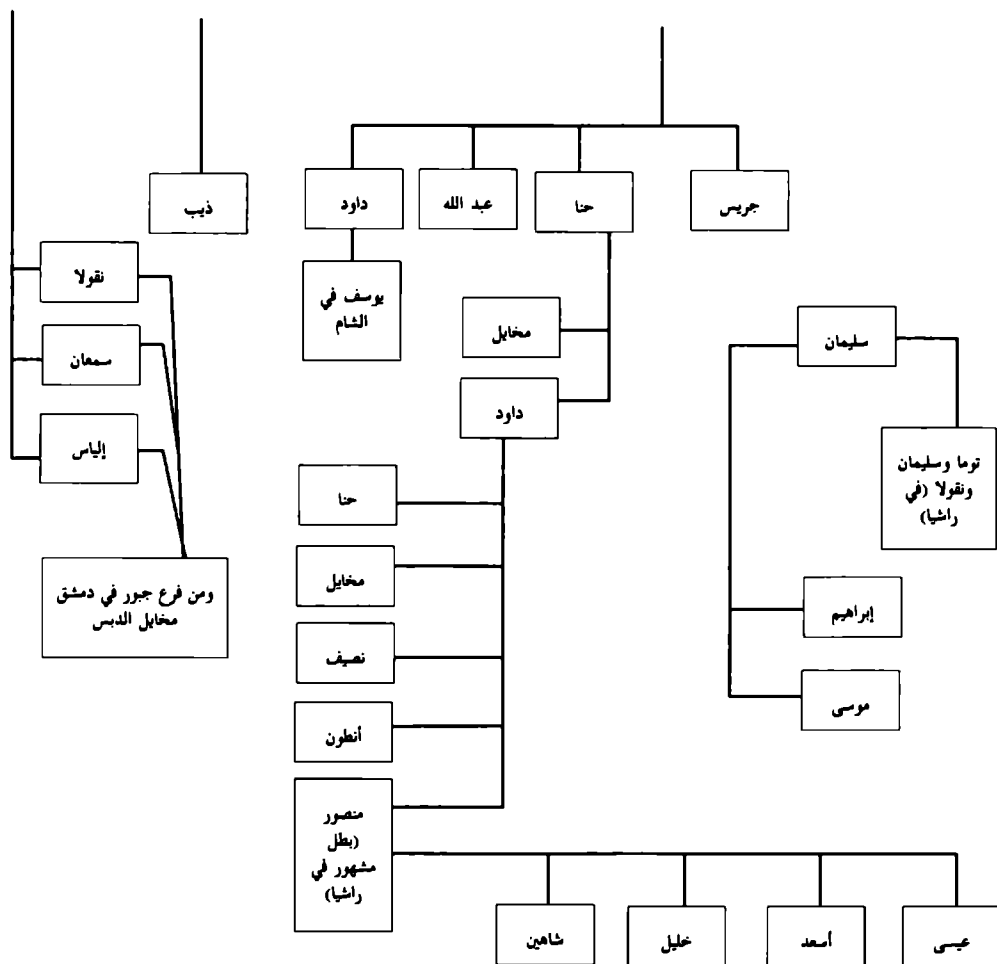 جريس
حنا
عبد الله
داود
ذيب
يوسف في
الشام
نقولا
مخايل
سليمان
سمعان
داود
إلياس
توما وسليمان
ونقولا (في
راشيا)
حنا
مخايل
ومن فرع جبور في دمشق
مخايل الدبس
إبراهيم
نصيف
موسى
أنطون
منصور
(بطل
مشهور في
راشيا)
عيسى
أسعد
خليل
شاهين